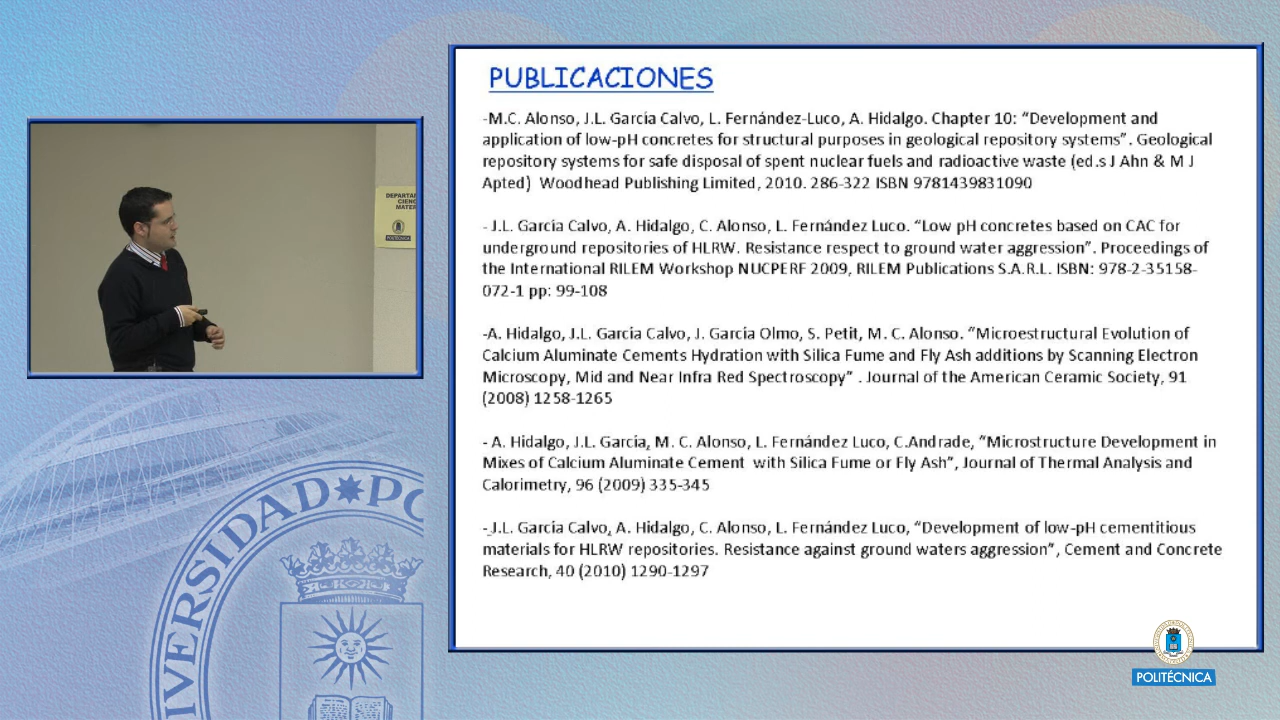 PUBLICACIONES
-M.C. Alonso, J.L. García Calvo, L. Fernández-Luco, A. Hidalgo. Chapter 10: “Development and
application of low-pH concretes for structural purposes in geological repository systems”. Geological
repository systems for safe disposal of spent nuclear fuels and radioactive waste (ed.s J Ahn & M J
Apted) Woodhead Publishing Limited, 2010. 286-322 ISBN 9781439831090
- J.L. García Calvo, A. Hidalgo, C. Alonso, L. Fernández Luco. “Low pH concretes based on CAC for
underground repositories of HLRW. Resistance respect to ground water aggression”. Proceedings of
the International RILEM Workshop NUCPERF 2009, RILEM Publications S.A.R.L. ISBN: 978-2-35158-
072-1 pp: 99-108
-A. Hidalgo, J.L. García Calvo, J. García Olmo, S. Petit, M. C. Alonso. “Microestructural Evolution of
Calcium Aluminate Cements Hydration with Silica Fume and Fly Ash additions by Scanning Electron
Microscopy, Mid and Near Infra Red Spectroscopy” . Journal of the American Ceramic Society, 91
(2008) 1258-1265
- A. Hidalgo, J.L. García, M. C. Alonso, L. Fernández Luco, C.Andrade, “Microstructure Development in
Mixes of Calcium Aluminate Cement with Silica Fume or Fly Ash”, Journal of Thermal Analysis and
Calorimetry, 96 (2009) 335-345
-J.L. García Calvo, A. Hidalgo, C. Alonso, L. Fernández Luco, “Development of low-pH cementitious
materials for HLRW repositories. Resistance against ground waters aggression”, Cement and Concrete
Research, 40 (2010) 1290-1297
DEPARTA
CIENC
MATER
POLITÉCNICA
IVERSIDAD PO
POLITÉCNICA